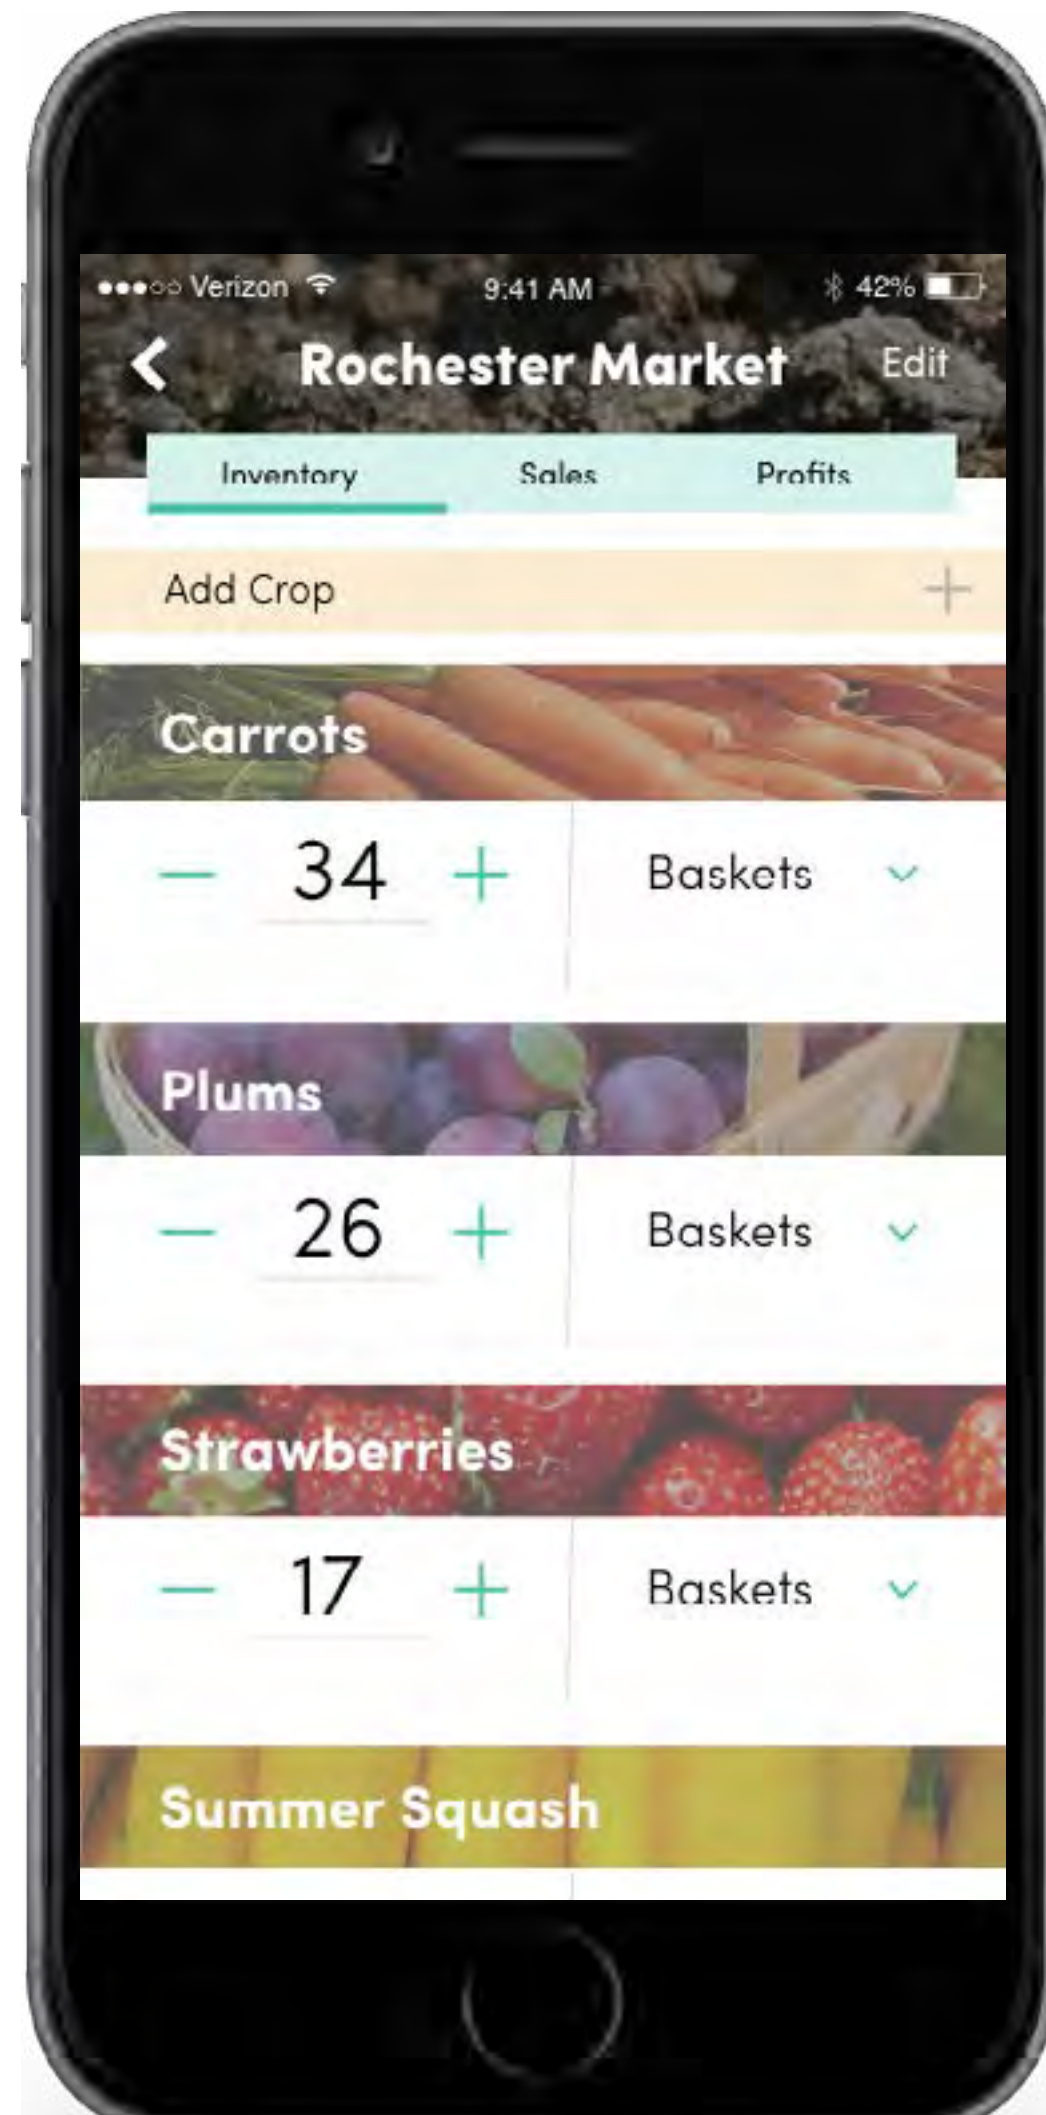 Verizon 9:41 AM 42%
Rochester Market Edit
Inventory Sales Profits
Add Crop
Carrots
34 Baskets
Plums
26 Baskets
Strawberries
17 Baskets
Summer Squash